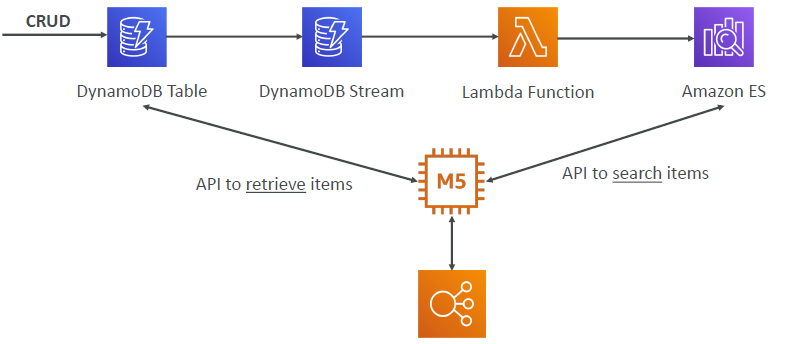 CRUD
DynamoDB Table
DynamoDB Stream
Lambda Function
Amazon ES
API to retrieve items
M5
API to search items